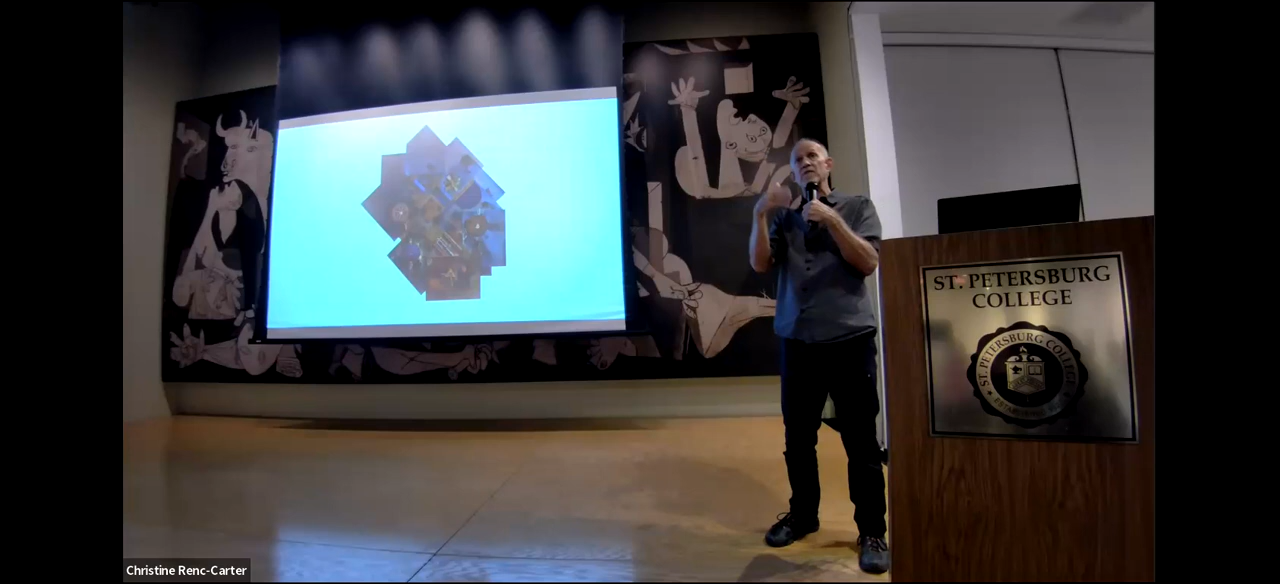 ST. PETERSBURG
COLLEGE
ST. PETERSBURG COLLEGE
Christine Renc-Carter